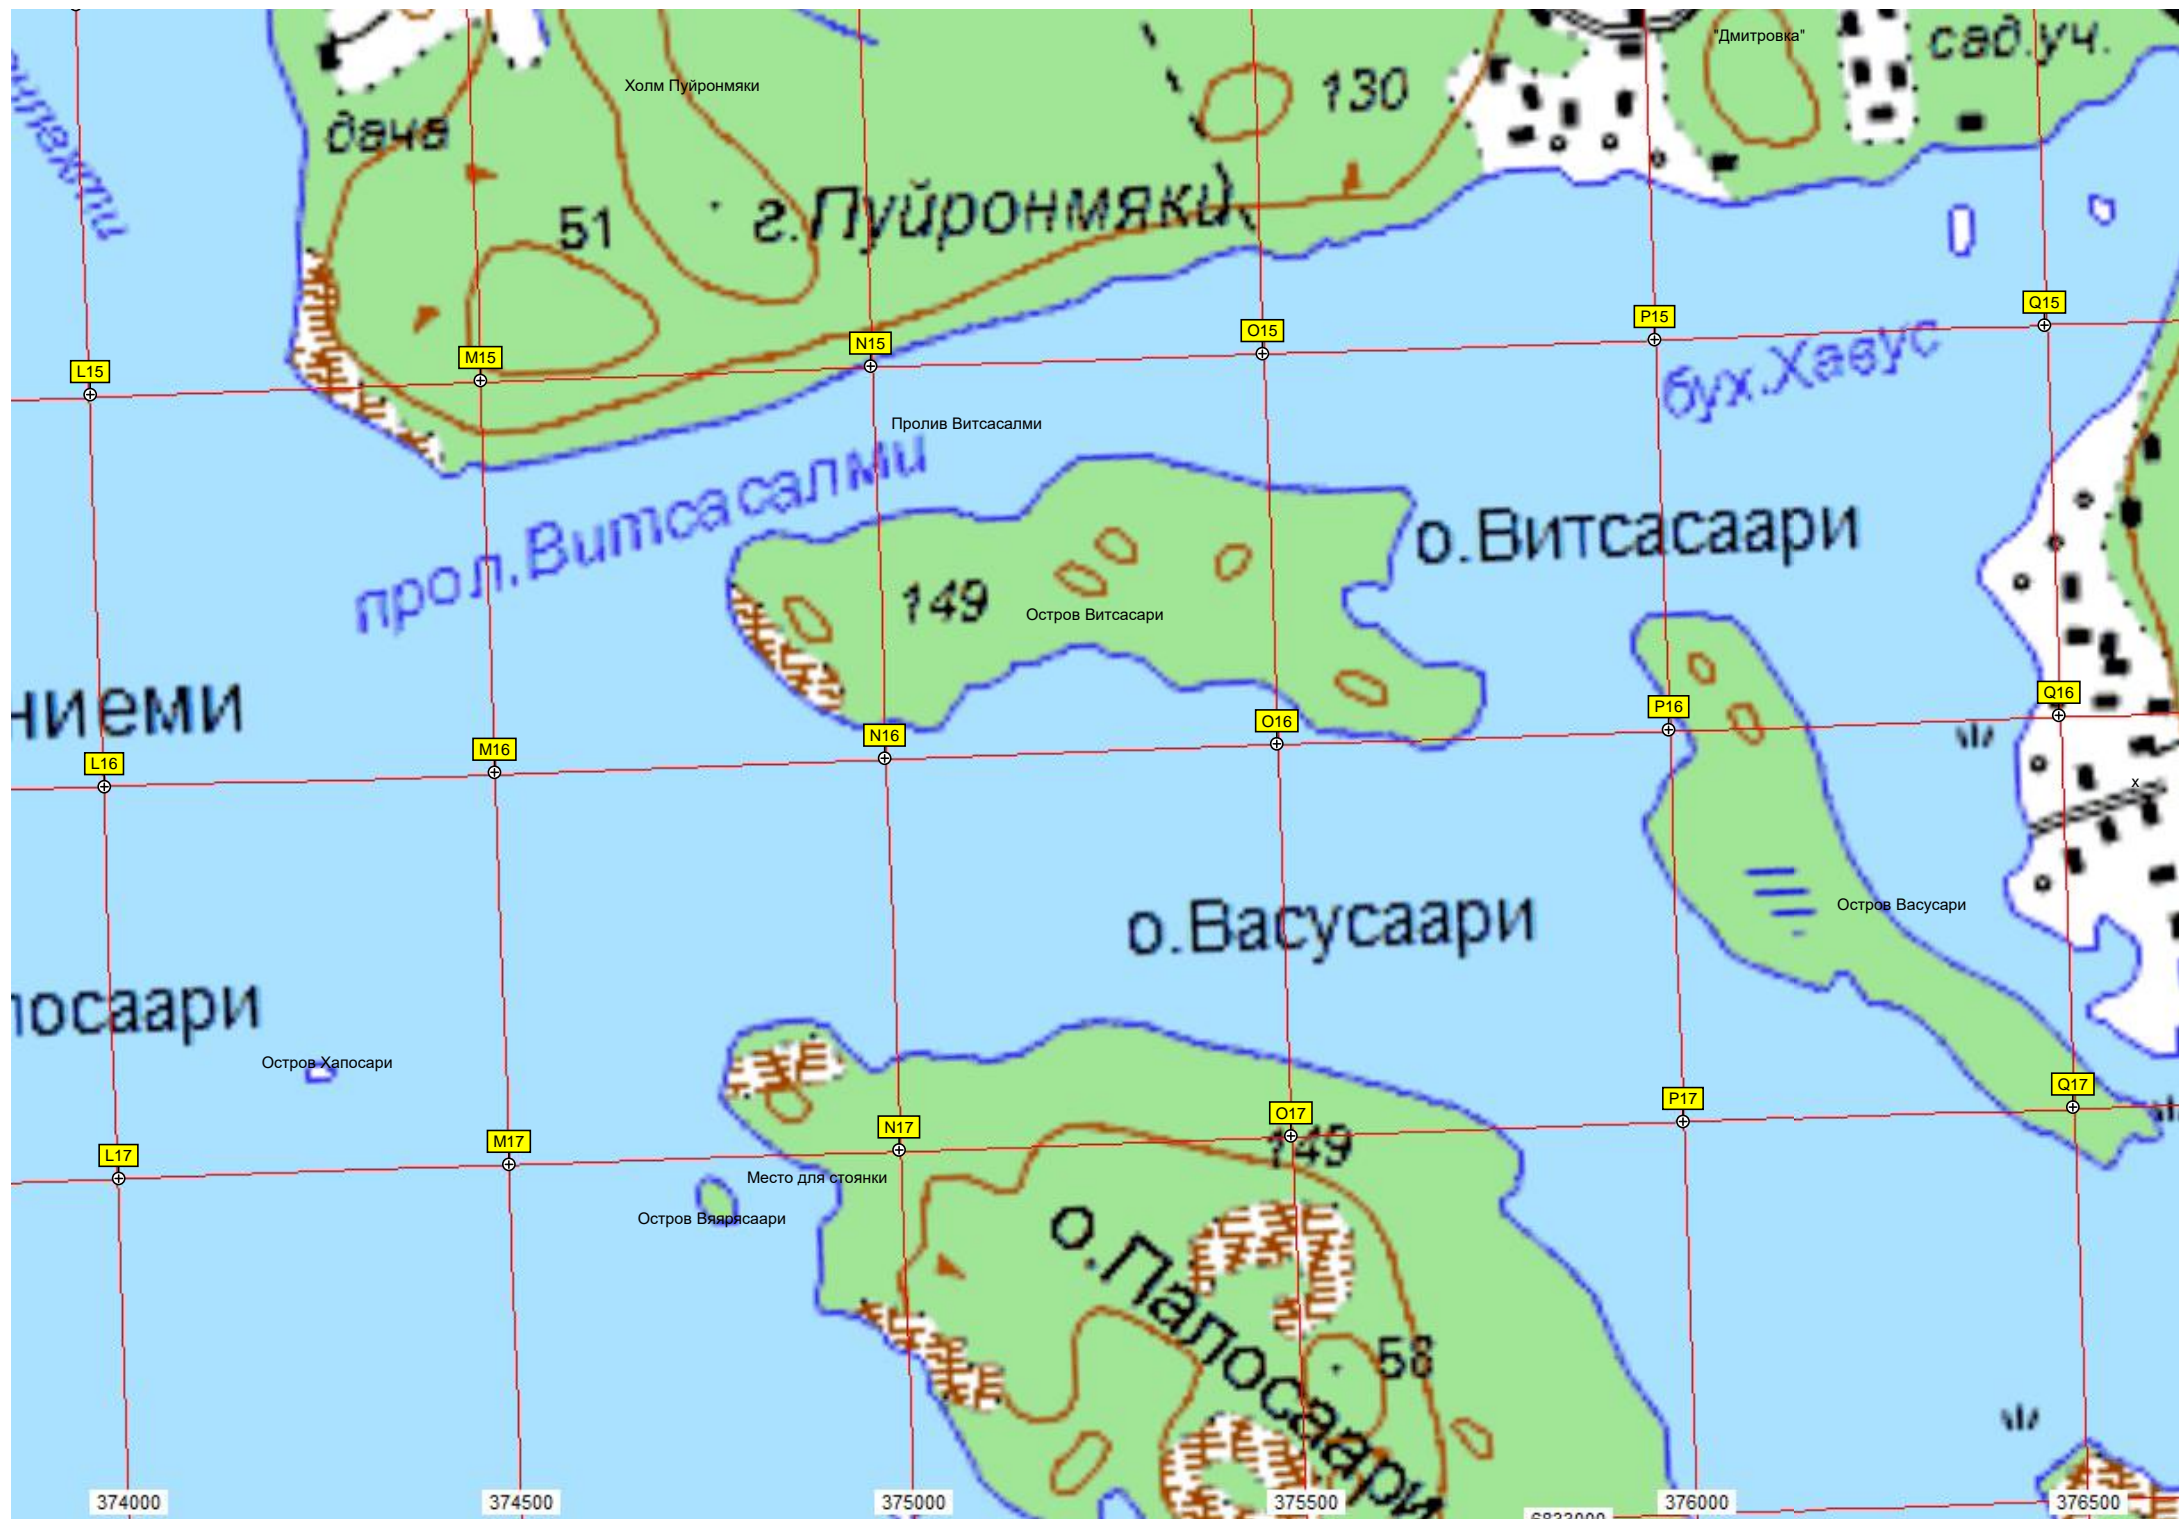 "Дмитровка"
сад.уч.
Холм Пуйронмяки
130
дача
51
г.Пуйронмяки
Q15
P15
O15
N15
M15
L15
бух.Хавус
Пролив Витсасалми
прол.Витсасалми
о.Витсасаари
149
Остров Витсасари
ниеми
Q16
P16
O16
N16
M16
L16
x
Остров Васусари
о.Васусаари
посаари
Остров Хапосари
Q17
P17
O17
N17
M17
L17
149
Место для стоянки
Остров Вяярясаари
о.Палосаари
58
374000
374500
375000
375500
376000
376500